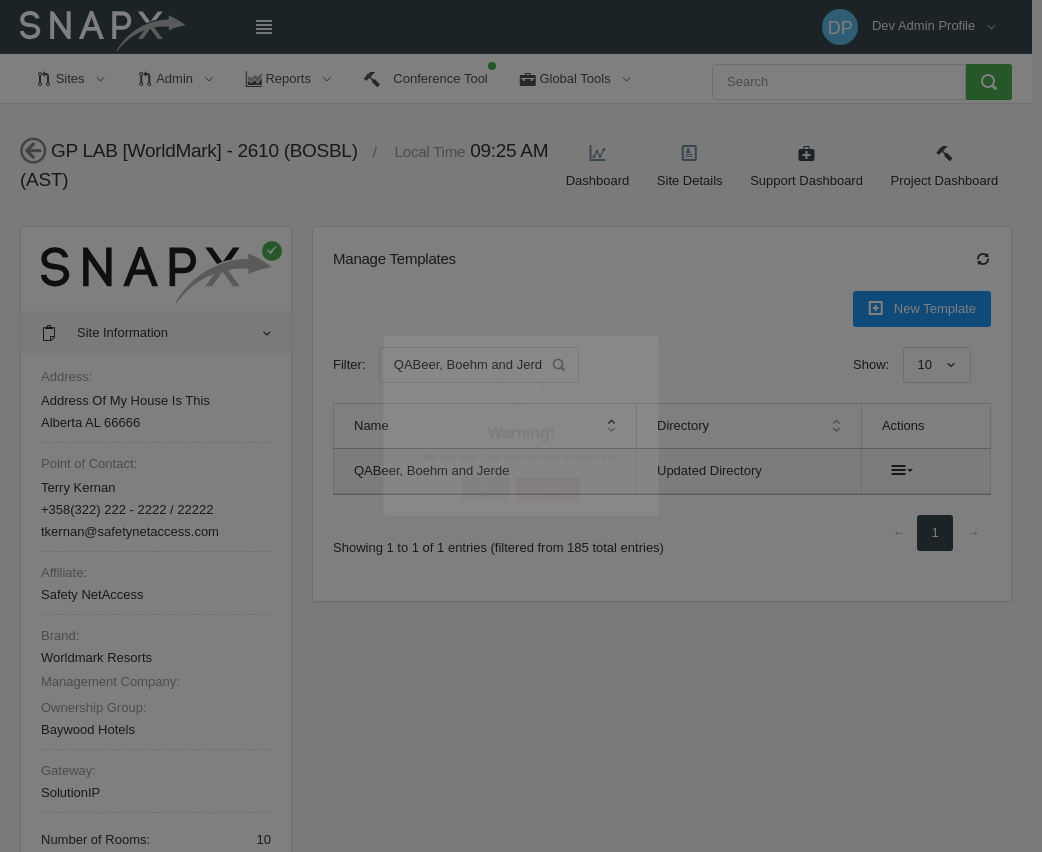 SNAPX
DP
Dev Admin Profile
Sites
Admin
Reports
Conference Tool
Global Tools
Search
GP LAB [WorldMark] - 2610 (BOSBL) / Local Time 09:25 AM
(AST)
Dashboard
Site Details
Support Dashboard
Project Dashboard
SNAPX
Site Information
Address:
Address Of My House Is This
Alberta AL 66666
Point of Contact:
Terry Kernan
+358(322) 222 - 2222 / 22222
tkernan@safetynetaccess.com
Affiliate:
Safety NetAccess
Brand:
Worldmark Resorts
Management Company:
Ownership Group:
Baywood Hotels
Gateway:
SolutionIP
Number of Rooms: 10
Manage Templates
New Template
Filter: QABeer, Boehm and Jerd
Show: 10
Name Directory Actions
Warning!
QABeer, Boehm and Jerde Updated Directory
Showing 1 to 1 of 1 entries (filtered from 185 total entries)
← 1 →